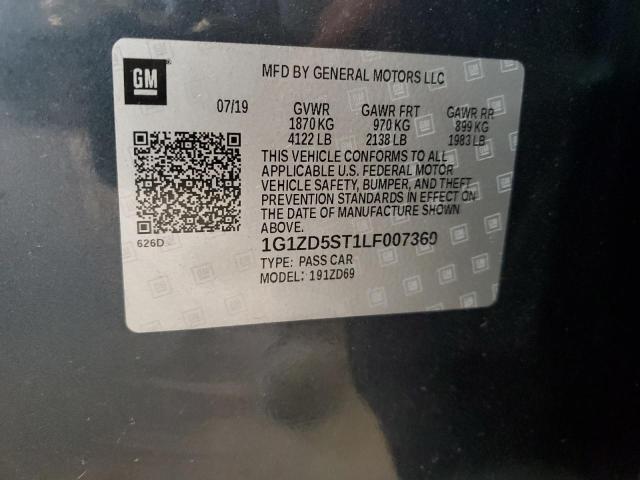 GM
MFD BY GENERAL MOTORS LLC
07/19 GVWR GAWR FRT GAWR RR
1870 KG 970 KG 899 KG
4122 LB 2138 LB 1983 LB
THIS VEHICLE CONFORMS TO ALL
APPLICABLE U.S. FEDERAL MOTOR
VEHICLE SAFETY, BUMPER, AND THEFT
PREVENTION STANDARDS IN EFFECT ON
THE DATE OF MANUFACTURE SHOWN
ABOVE.
626D
1G1ZD5ST1LF007360
TYPE: PASS CAR
MODEL: 191ZD69